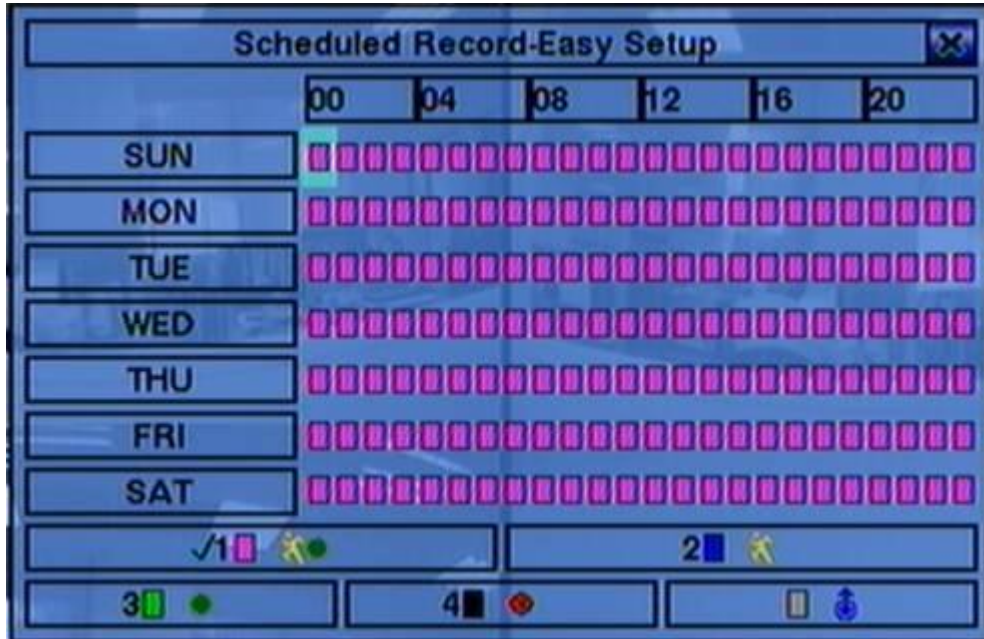 Scheduled Record-Easy Setup
00 04 08 12 16 20
SUN
MON
TUE
WED
THU
FRI
SAT
√1 2
3 4